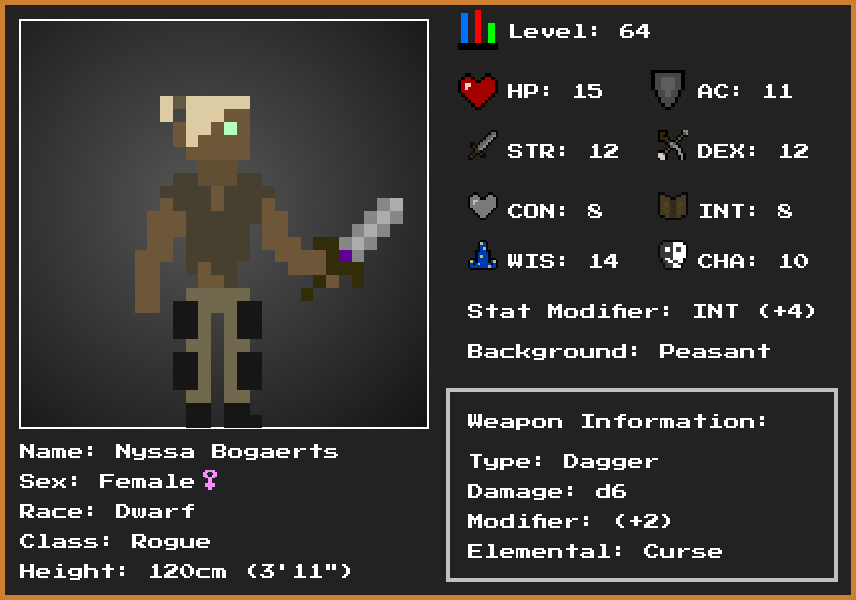 Level: 64
HP: 15
AC: 11
STR: 12
DEX: 12
CON: 8
INT: 8
WIS: 14
CHA: 10
Stat Modifier: INT (+4)
Background: Peasant
Weapon Information:
Type: Dagger
Damage: d6
Modifier: (+2)
Elemental: Curse
Name: Nyssa Bogaerts
Sex: Female♀
Race: Dwarf
Class: Rogue
Height: 120cm (3'11")